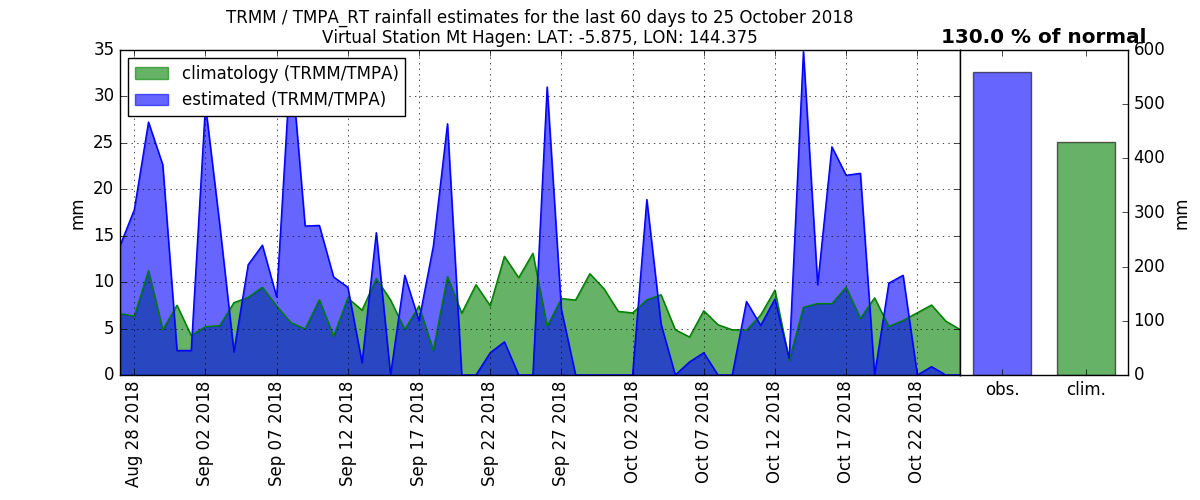 TRMM / TMPA_RT rainfall estimates for the last 60 days to 25 October 2018
Virtual Station Mt Hagen: LAT: -5.875, LON: 144.375
130.0 % of normal
climatology (TRMM/TMPA)
estimated (TRMM/TMPA)
35
30
25
20
15
10
5
0
mm
Aug 28 2018
Sep 02 2018
Sep 07 2018
Sep 12 2018
Sep 17 2018
Sep 22 2018
Sep 27 2018
Oct 02 2018
Oct 07 2018
Oct 12 2018
Oct 17 2018
Oct 22 2018
600
500
400
300
200
100
0
mm
obs.
clim.